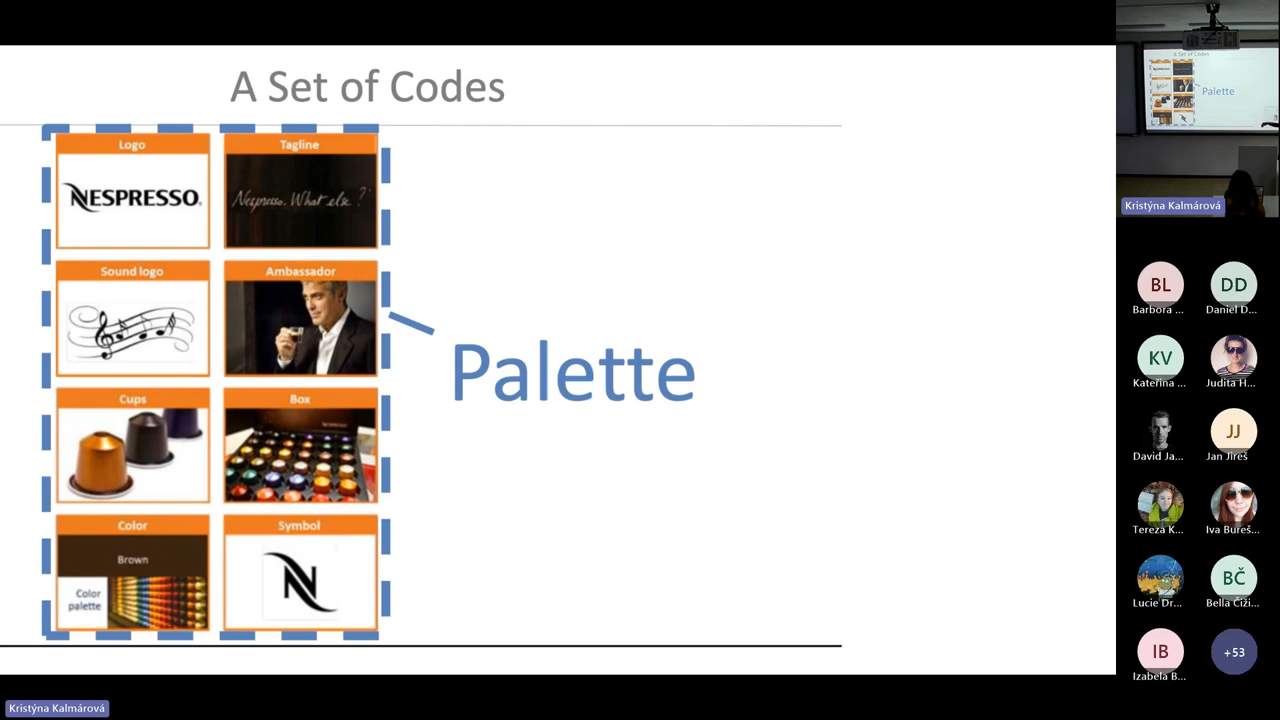 A Set of Codes
Logo
Tagline
NESPRESSO.
Nespresso. What else?
Sound logo
Ambassador
Cups
Box
Color
Symbol
Brown
Color
palette
N
Palette
Palette
Kristýna Kalmárová
BL
DD
Barbora ...
Daniel D...
KV
Kateřina ...
Judita H...
JJ
David Ja...
Jan Jireš
Tereza K...
Iva Bureš...
BČ
Lucie Dr...
Bella Čiži...
IB
+53
Izabela B...
Kristýna Kalmárová